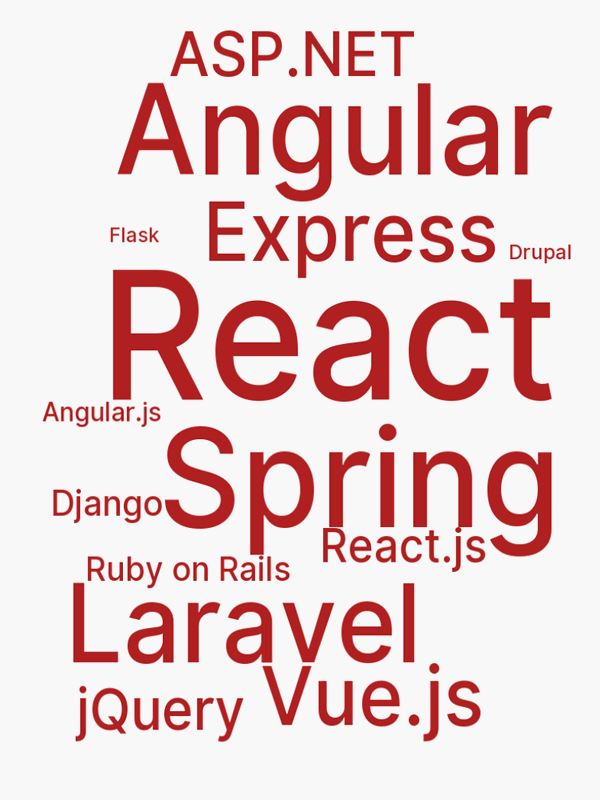 ASP.NET
Angular
Express
Flask
Drupal
React
Angular.js
Spring
Django
React.js
Ruby on Rails
Laravel
Vue.js
jQuery